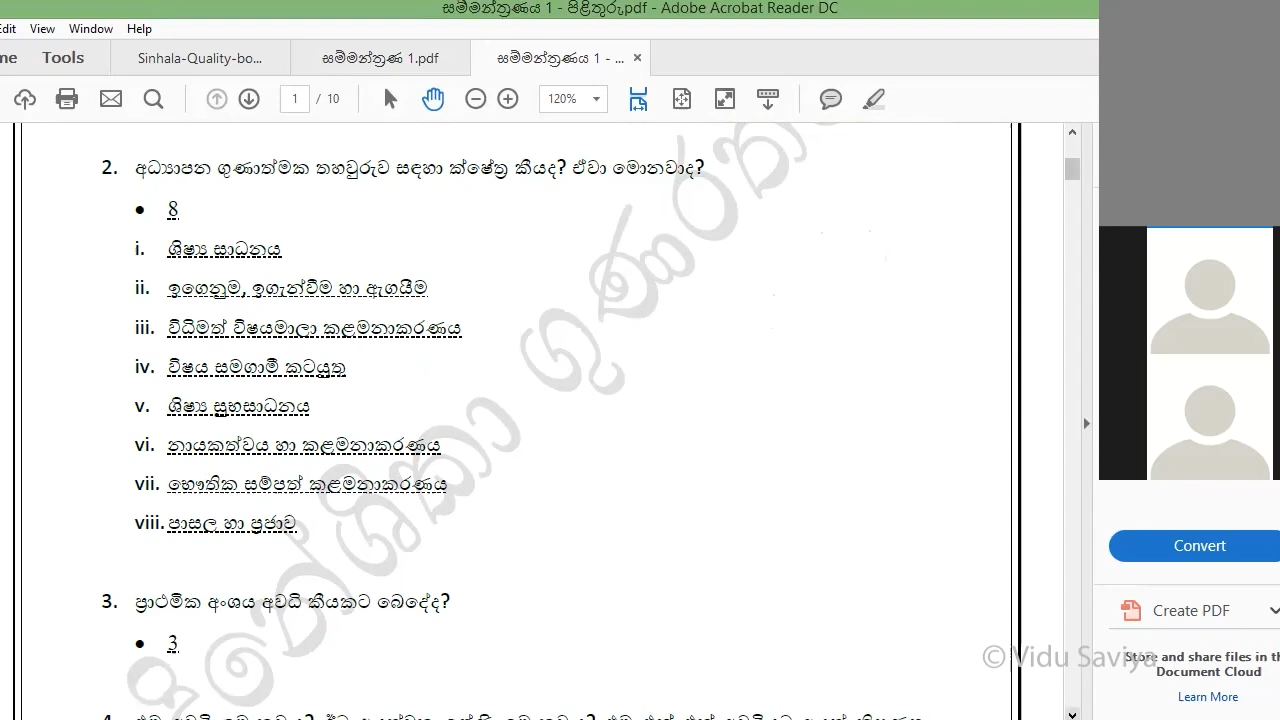 සම්මන්ත්‍රණය 1 - පිළිතුරු.pdf - Adobe Acrobat Reader DC
Edit View Window Help
Tools Sinhala-Quality-bo... සම්මන්ත්‍රණ 1.pdf සම්මන්ත්‍රණය 1 - ... ×
1 / 10 120%
2. අධ්‍යාපන ගුණාත්මක තහවුරුව සඳහා ක්ෂේත්‍ර කීයද? ඒවා මොනවාද?
• 8
i. ශිෂ්‍ය සාධනය
ii. ඉගෙනුම, ඉගැන්වීම හා ඇගයීම
iii. විධිමත් විෂයමාලා කළමනාකරණය
iv. විෂය සමගාමී කටයුතු
v. ශිෂ්‍ය සුභසාධනය
vi. නායකත්වය හා කළමනාකරණය
vii. භෞතික සම්පත් කළමනාකරණය
viii. පාසල හා ප්‍රජාව
3. ප්‍රාථමික අංශය අවධි කීයකට බෙදේද?
• 3
Convert
Create PDF
Store and share files in th
Document Cloud
Learn More
© Vidu Saviya